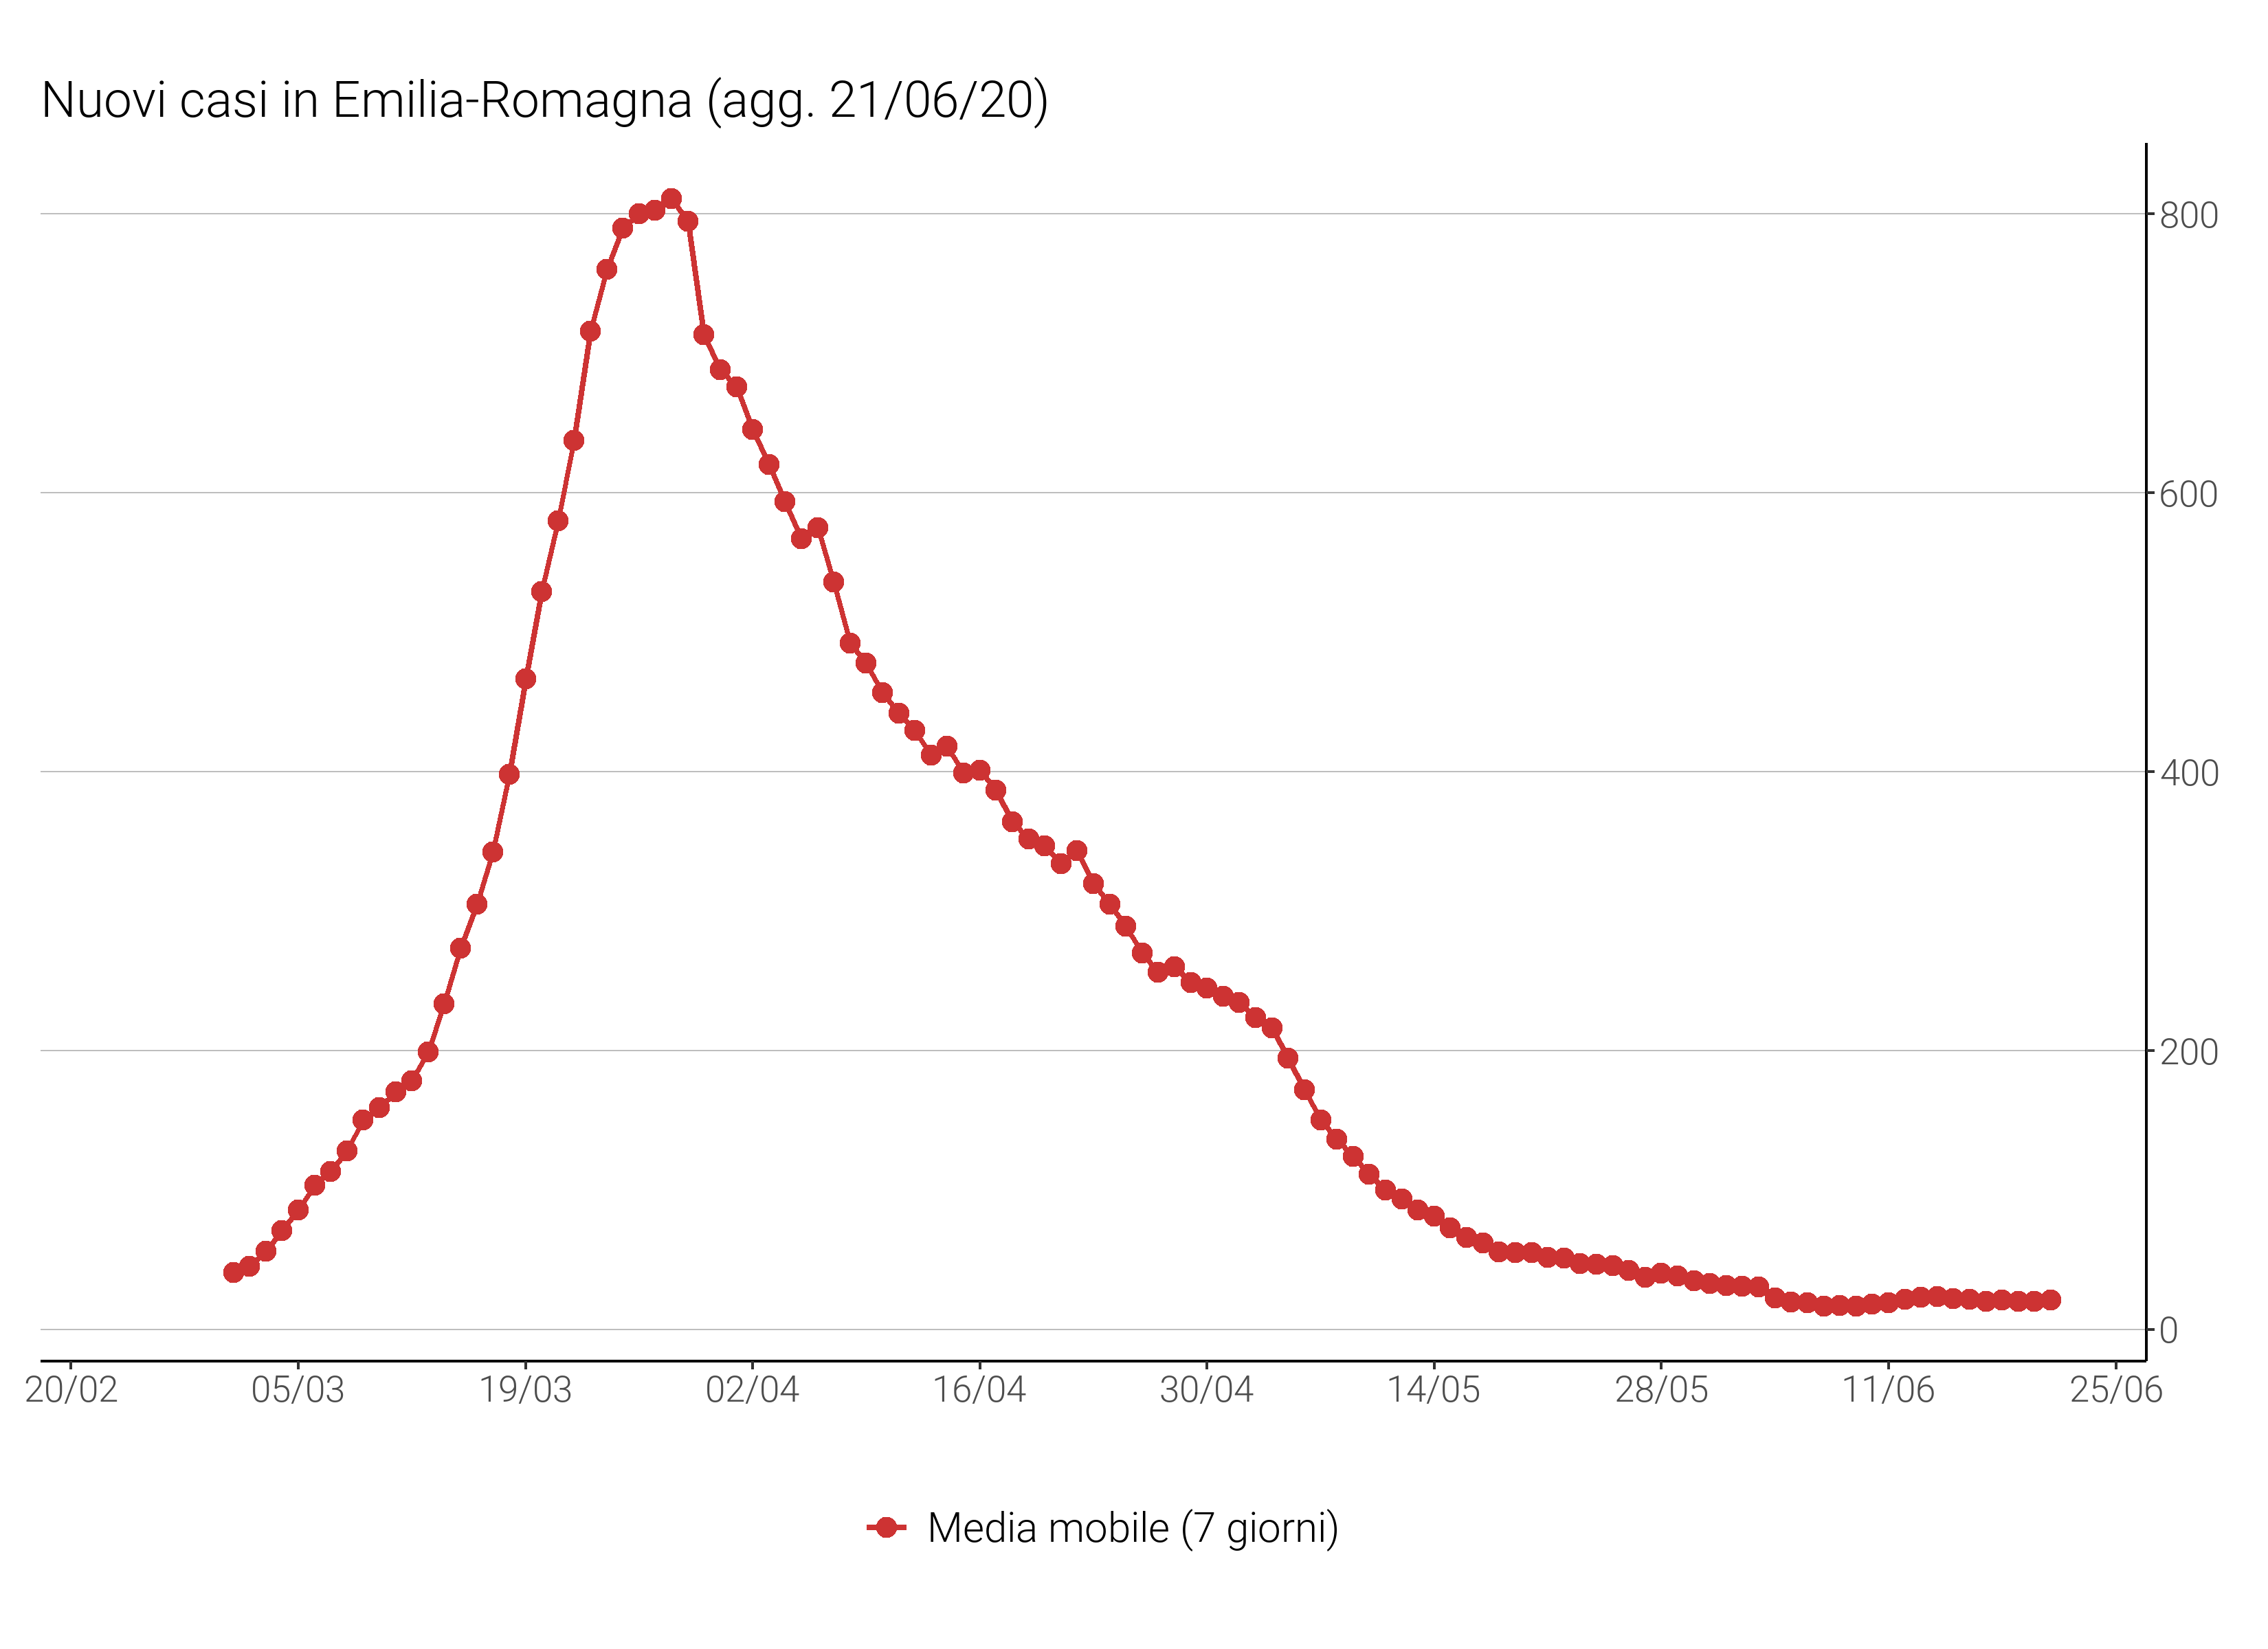 Nuovi casi in Emilia-Romagna (agg. 21/06/20)
800
600
400
200
0
20/02 05/03 19/03 02/04 16/04 30/04 14/05 28/05 11/06 25/06
Media mobile (7 giorni)